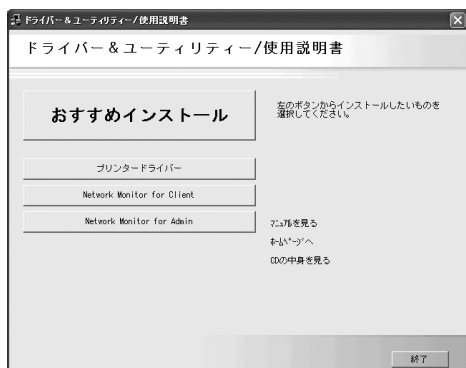 ドライバー＆ユーティリティー/使用説明書
ドライバー＆ユーティリティー/使用説明書
おすすめインストール
左のボタンからインストールしたいものを
選択してください。
プリンタードライバー
Network Monitor for Client
Network Monitor for Admin
ﾏﾆｭｱﾙを見る
ﾎｰﾑﾍﾟｰｼﾞへ
CDの中身を見る
終了